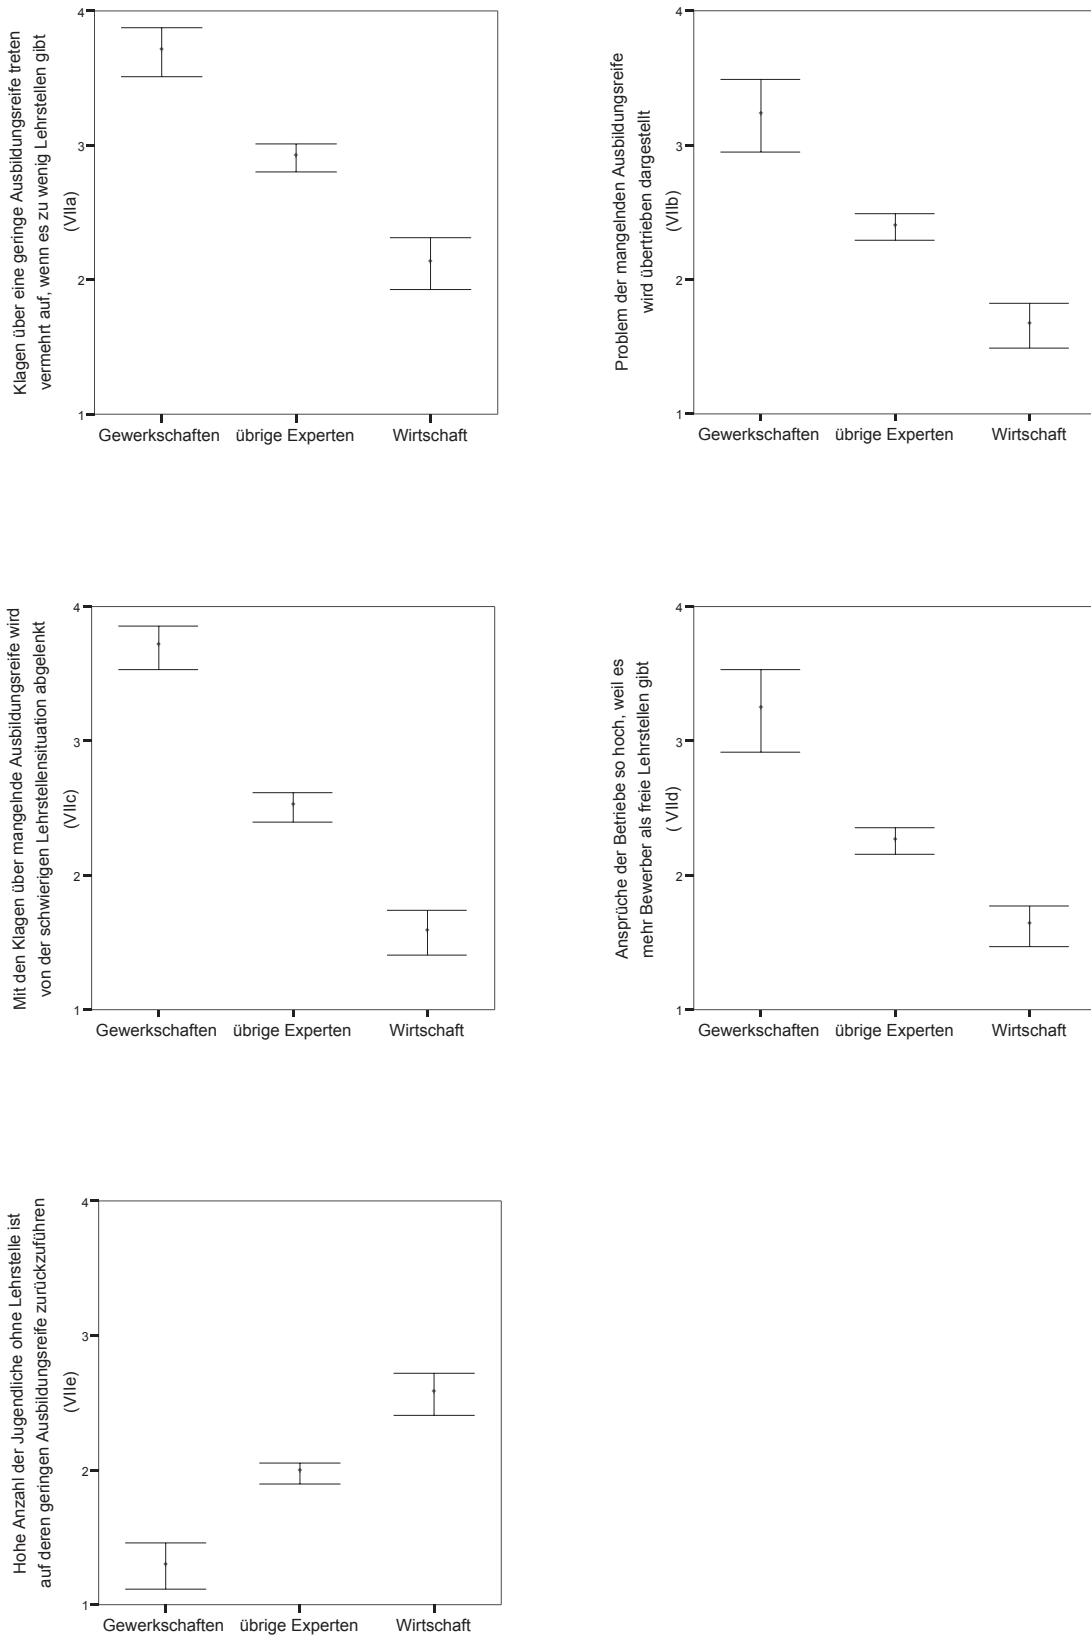 Klagen über eine geringe Ausbildungsreife treten
vermehrt auf, wenn es zu wenig Lehrstellen gibt
(VIIa)
4
3
2
1
Gewerkschaften übrige Experten Wirtschaft
Problem der mangelnden Ausbildungsreife
wird übertrieben dargestellt
(VIIb)
4
3
2
1
Gewerkschaften übrige Experten Wirtschaft
Mit den Klagen über mangelnde Ausbildungsreife wird
von der schwierigen Lehrstellensituation abgelenkt
(VIIc)
4
3
2
1
Gewerkschaften übrige Experten Wirtschaft
Ansprüche der Betriebe so hoch, weil es
mehr Bewerber als freie Lehrstellen gibt
( VIId)
4
3
2
1
Gewerkschaften übrige Experten Wirtschaft
Hohe Anzahl der Jugendliche ohne Lehrstelle ist
auf deren geringen Ausbildungsreife zurückzuführen
(VIIe)
4
3
2
1
Gewerkschaften übrige Experten Wirtschaft